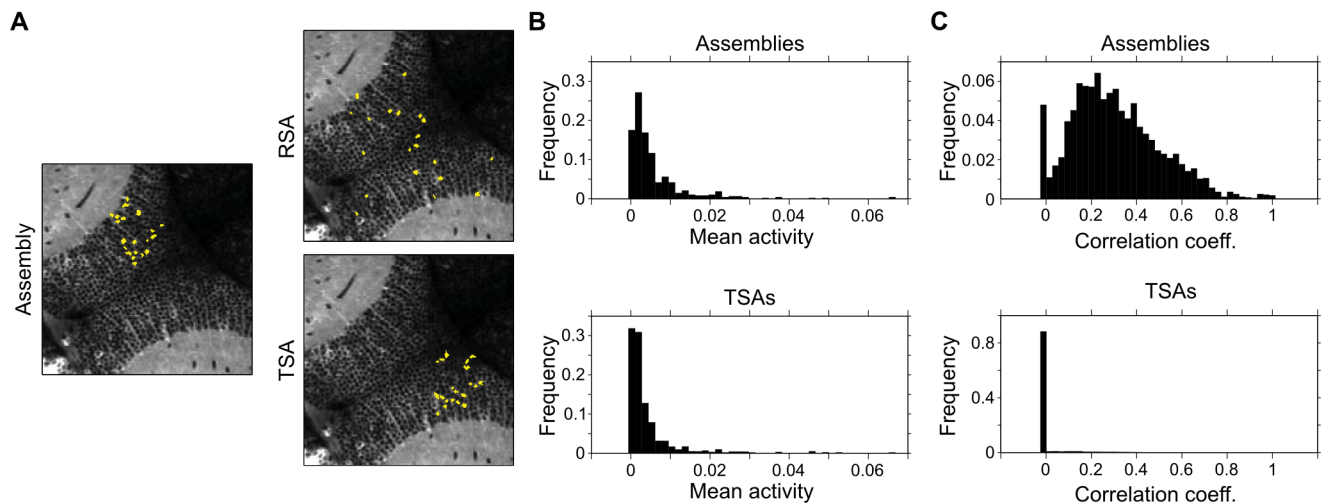 A
Assembly
RSA
TSA
B
Assemblies
Frequency
0.3
0.1
0
0
0.02
0.04
0.06
Mean activity
TSAs
Frequency
0.3
0.2
0.1
0
0
0.02
0.04
0.06
Mean activity
C
Assemblies
Frequency
0.06
0.04
0.02
0
0
0.2
0.4
0.6
0.8
1
Correlation coeff.
TSAs
Frequency
0.8
0.4
0
0
0.2
0.4
0.6
0.8
1
Correlation coeff.